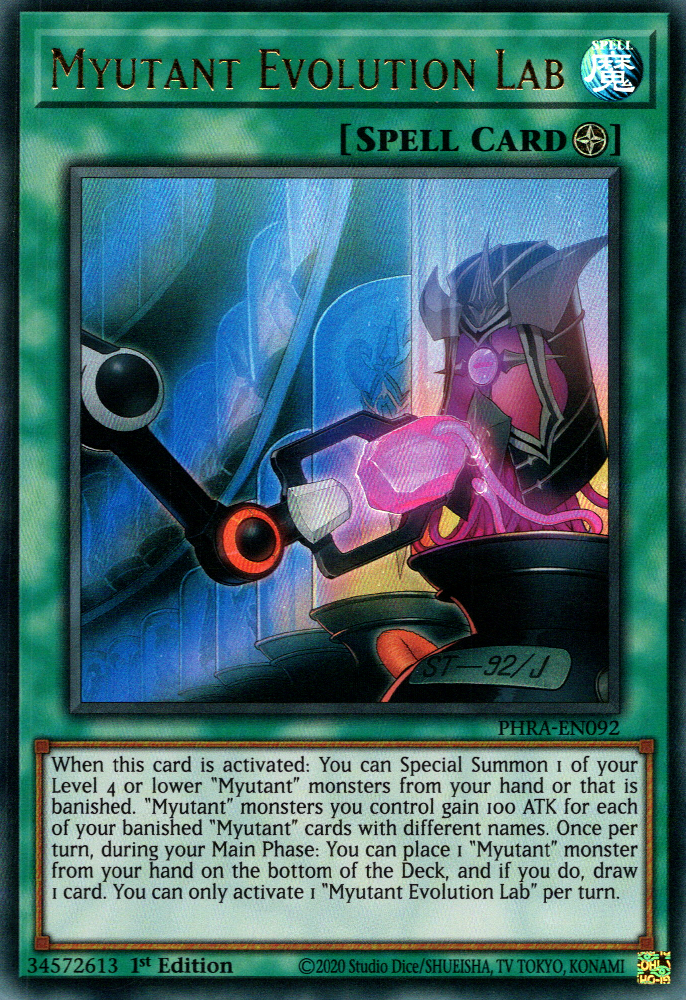 Myutant Evolution Lab
SPELL
魔
[Spell Card]
ST-92/J
PHRA-EN092
When this card is activated: You can Special Summon 1 of your
Level 4 or lower "Myutant" monsters from your hand or that is
banished. "Myutant" monsters you control gain 100 ATK for each
of your banished "Myutant" cards with different names. Once per
turn, during your Main Phase: You can place 1 "Myutant" monster
from your hand on the bottom of the Deck, and if you do, draw
1 card. You can only activate 1 "Myutant Evolution Lab" per turn.
34572613 1st Edition
©2020 Studio Dice/SHUEISHA, TV TOKYO, KONAMI